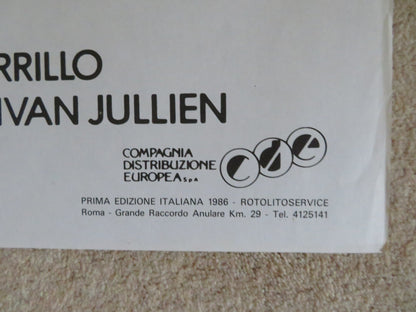 RRILLO
IVAN JULLIEN
COMPAGNIA
DISTRIBUZIONE
EUROPEA S.p.A
cde
PRIMA EDIZIONE ITALIANA 1986 - ROTOLITOSERVICE
Roma - Grande Raccordo Anulare Km. 29 - Tel. 4125141